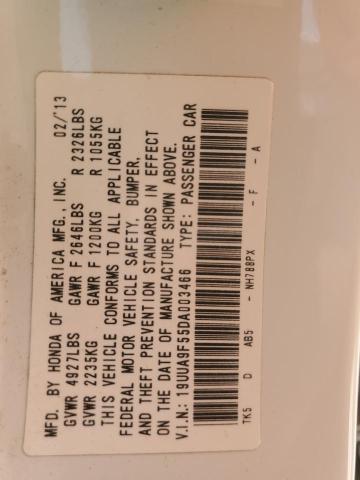 MFD. BY HONDA OF AMERICA MFG., INC. 02/'13
GVWR 4927LBS GAWR F 2646LBS R 2326LBS
GVWR 2235KG GAWR F 1200KG R 1055KG
THIS VEHICLE CONFORMS TO ALL APPLICABLE
FEDERAL MOTOR VEHICLE SAFETY, BUMPER,
AND THEFT PREVENTION STANDARDS IN EFFECT
ON THE DATE OF MANUFACTURE SHOWN ABOVE.
V.I.N.: 19UUA9F55DA003466 TYPE: PASSENGER CAR
TK5 D AB5 - NH788PX - F - A